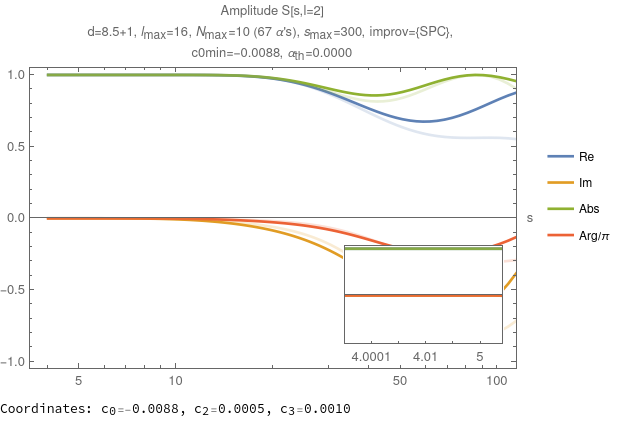 Amplitude S[s,l=2]
d=8.5+1, lmax=16, Nmax=10 (67 α's), smax=300, improv={SPC},
c0min=−0.0088, αth=0.0000
1.0
0.5
0.0
−0.5
−1.0
s
Re
Im
Abs
Arg/π
4.0001 4.01 5
5 10 50 100
Coordinates: c0=-0.0088, c2=0.0005, c3=0.0010